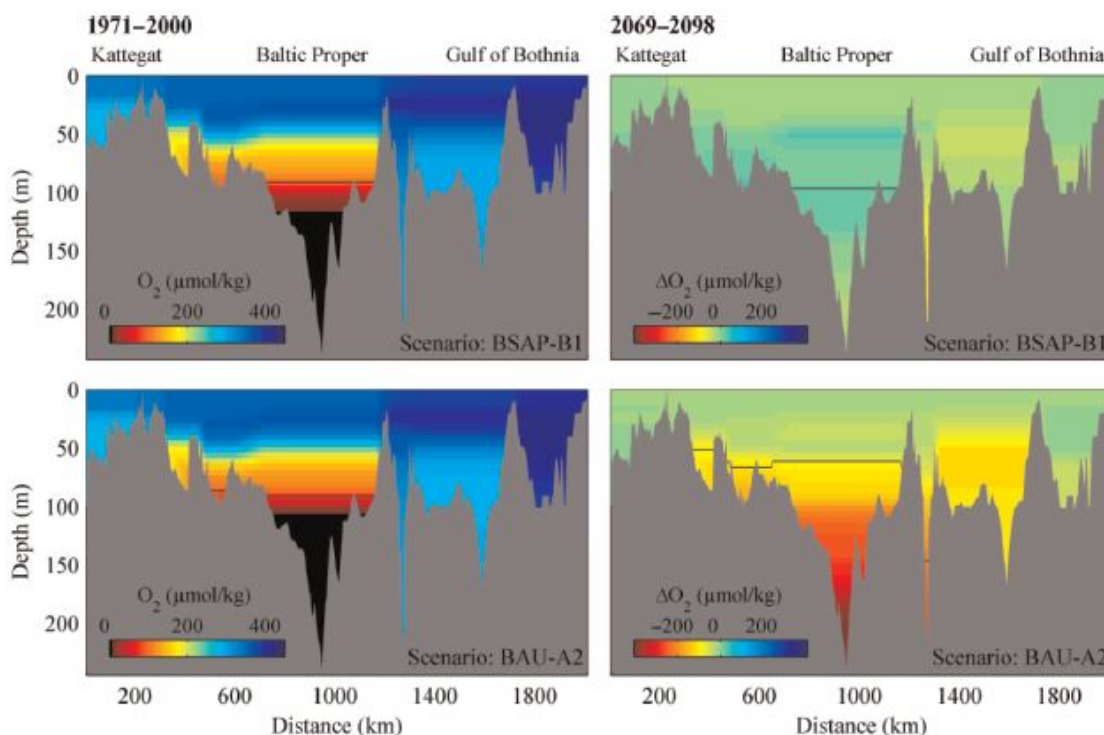 1971–2000
2069–2098
Kattegat Baltic Proper Gulf of Bothnia
Kattegat Baltic Proper Gulf of Bothnia
0
50
100
150
200
Depth (m)
O2 (µmol/kg)
0 200 400
Scenario: BSAP-B1
ΔO2 (µmol/kg)
−200 0 200
Scenario: BSAP-B1
0
50
100
150
200
Depth (m)
O2 (µmol/kg)
0 200 400
Scenario: BAU-A2
ΔO2 (µmol/kg)
−200 0 200
Scenario: BAU-A2
200 600 1000 1400 1800
200 600 1000 1400 1800
Distance (km)
Distance (km)